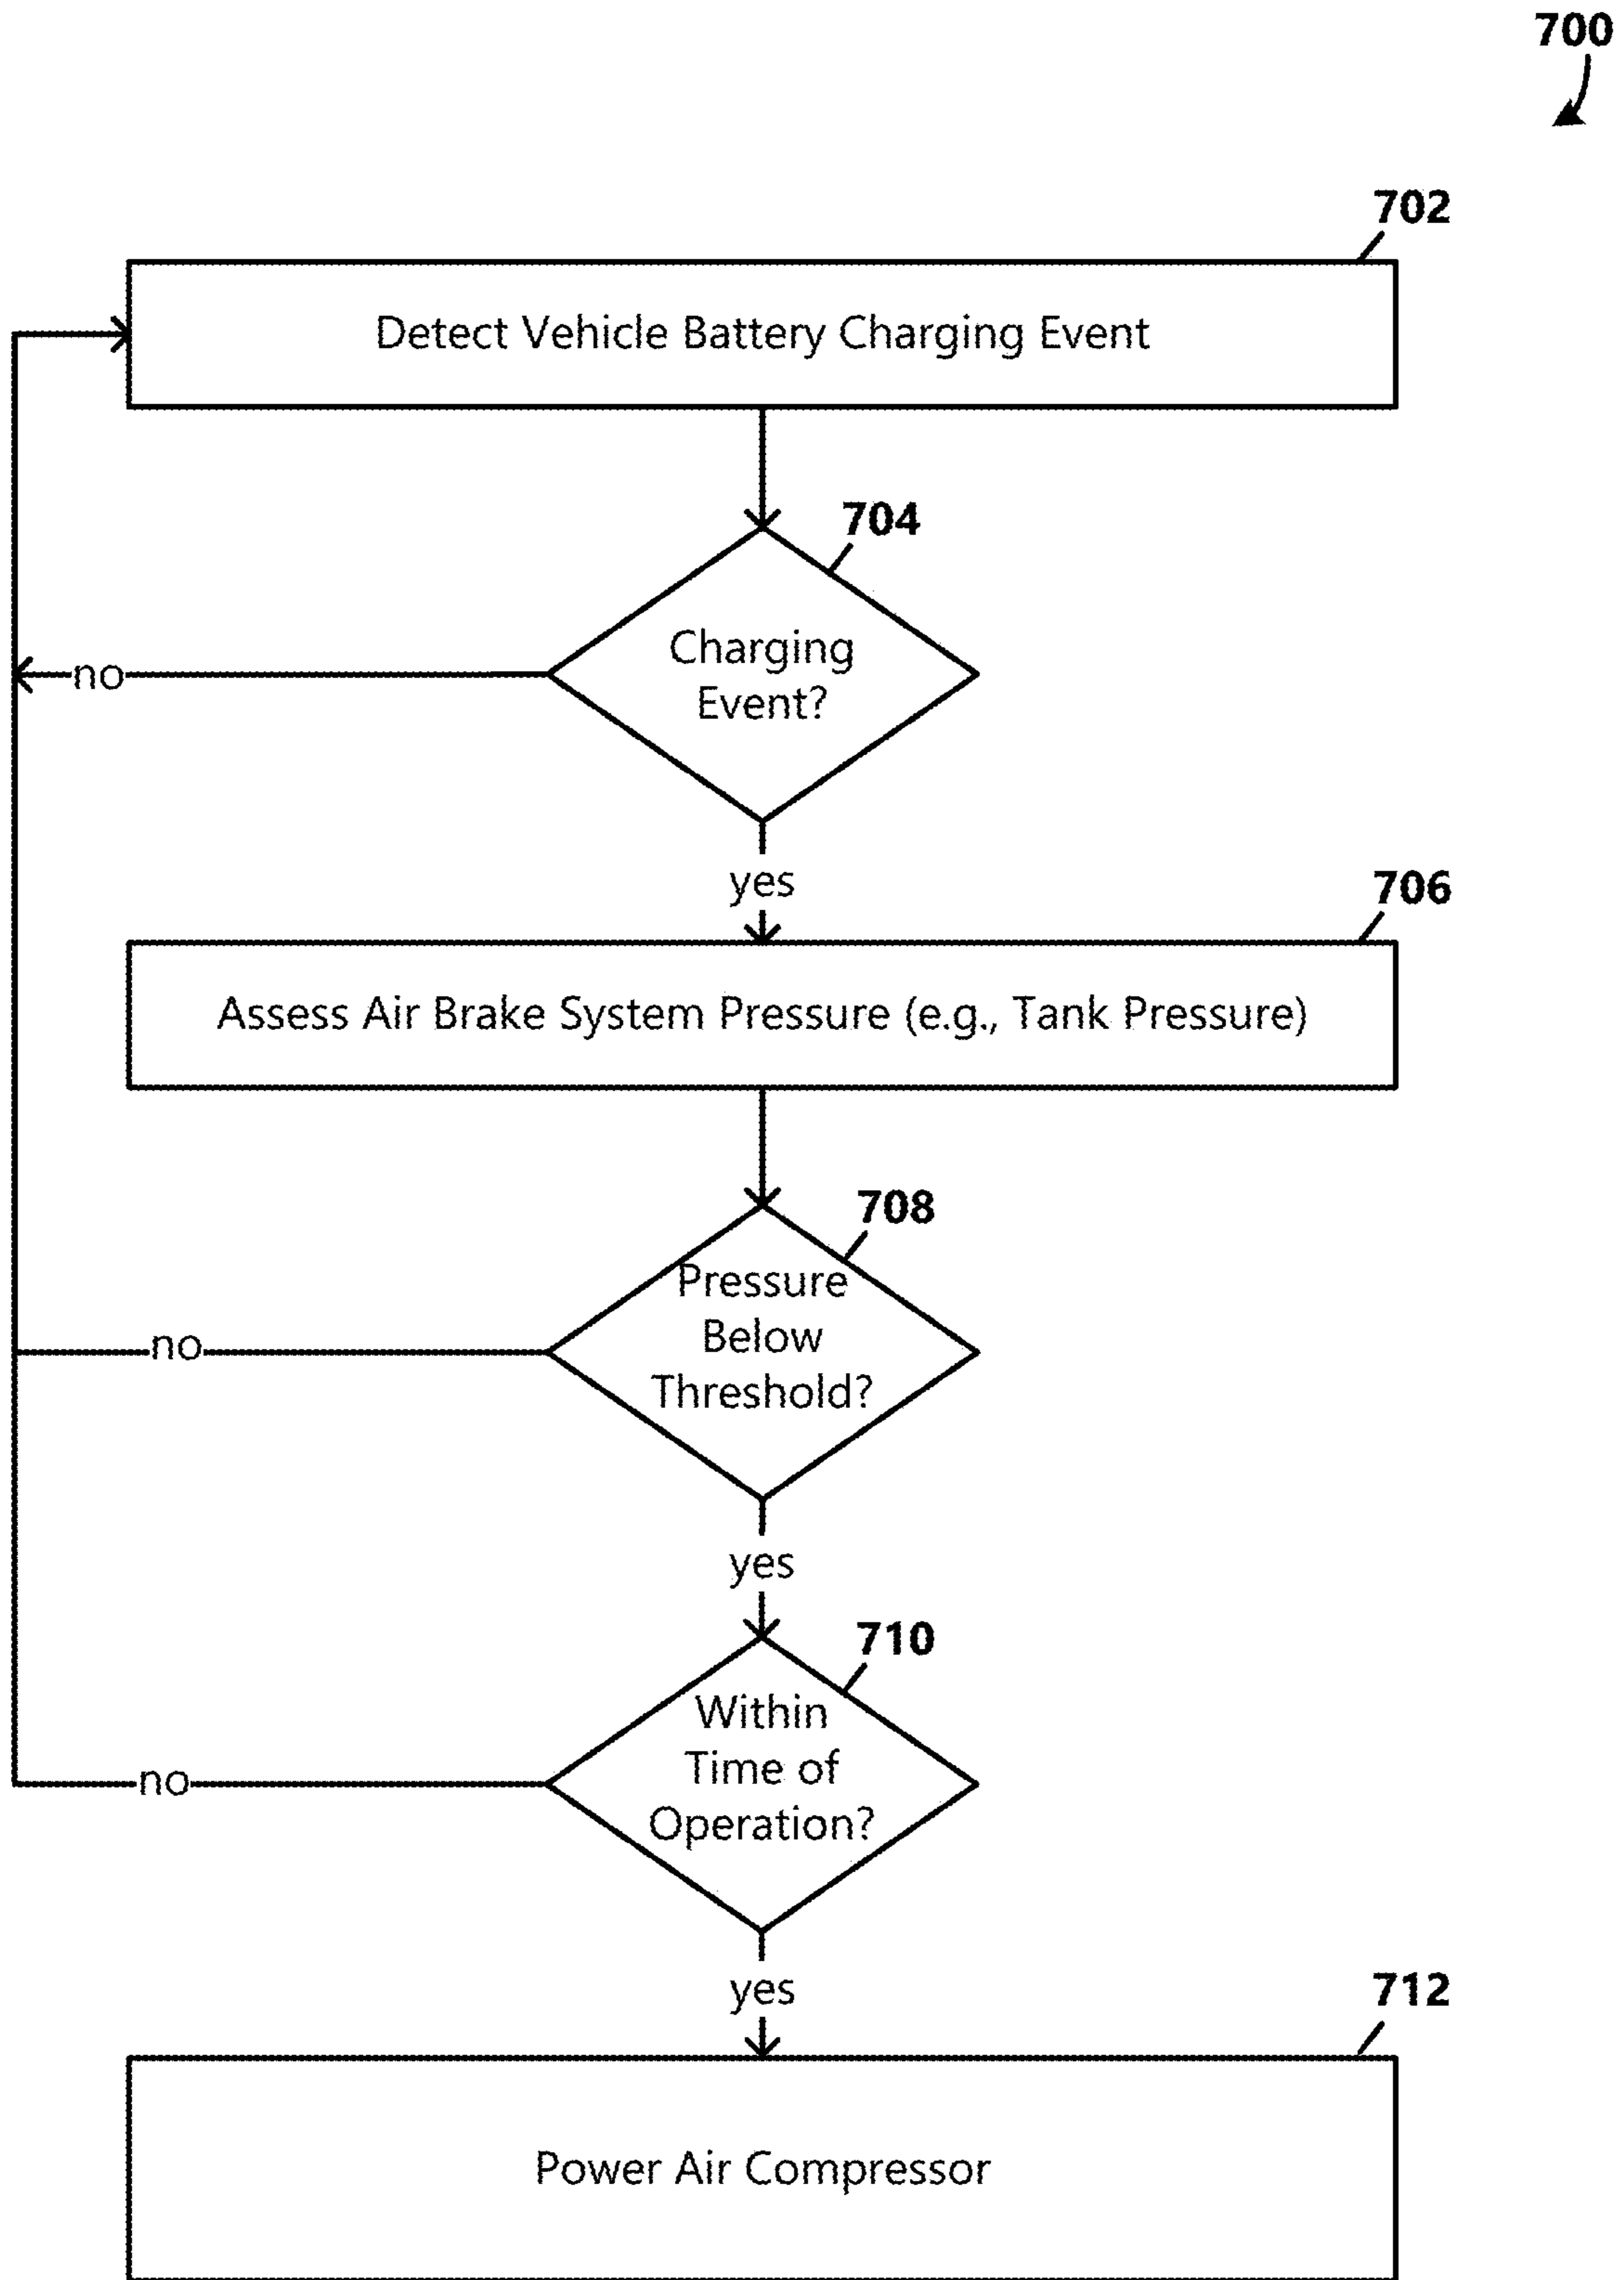 700
702
Detect Vehicle Battery Charging Event
704
Charging
Event?
no
yes
706
Assess Air Brake System Pressure (e.g., Tank Pressure)
708
Pressure
Below
Threshold?
no
yes
710
Within
Time of
Operation?
no
yes
712
Power Air Compressor